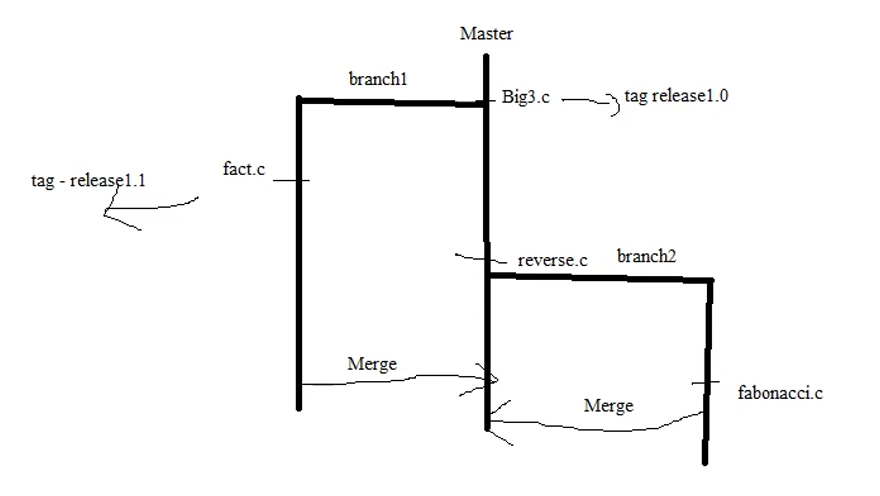 Master
branch1
Big3.c
tag release1.0
fact.c
tag - release1.1
reverse.c
branch2
Merge
fabonacci.c
Merge